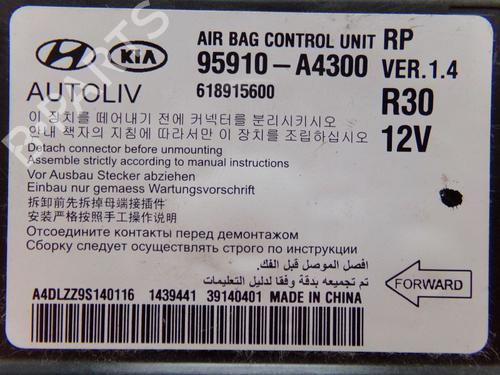 KIA
AIR BAG CONTROL UNIT RP
95910-A4300 VER.1.4
AUTOLIV 618915600 R30
이 장치를 떼어내기 전에 커넥터를 분리시키시오
안내 책자의 지침에 따라서만 이 장치를 조립하십시오 12V
Detach connector before unmounting
Assemble strictly according to manual instructions
Vor Ausbau Stecker abziehen
Einbau nur gemaess Wartungsvorschrift
拆卸前先拆掉母端接插件
安装严格按照手工操作说明
Отсоедините контакты перед демонтажом
Сборку следует осуществлять строго по инструкции
افصل الموصل قبل الفك.
تم تجميعه بدقة وفقا لدليل التعليمات
FORWARD
A4DLZZ9S140116 1439441 39140401 MADE IN CHINA